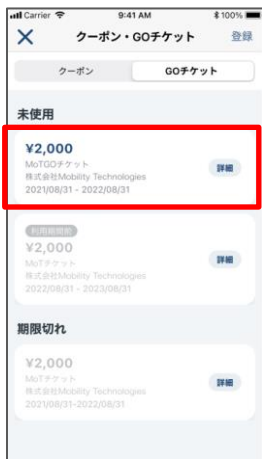 Carrier 9:41 AM 100%
クーポン・GOチケット 登録
クーポン GOチケット
未使用
¥2,000
MoTGOチケット
株式会社Mobility Technologies
2021/08/31 - 2022/08/31
詳細
利用期間前
¥2,000
MoTチケット
株式会社Mobility Technologies
2022/08/31 - 2023/08/31
詳細
期限切れ
¥2,000
MoTチケット
株式会社Mobility Technologies
2021/08/31-2022/08/31
詳細